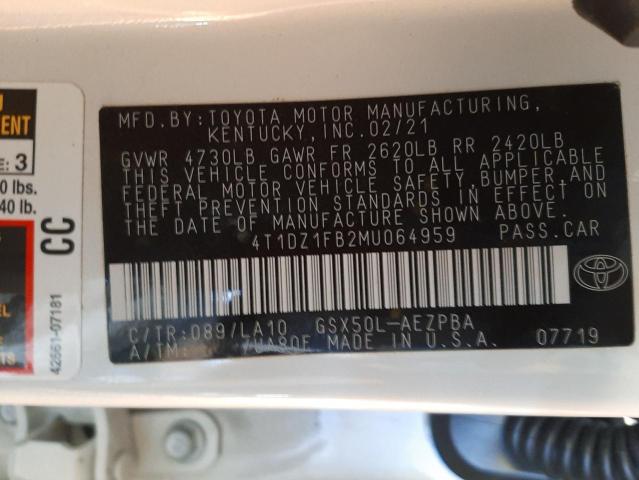 MFD.BY:TOYOTA MOTOR MANUFACTURING,
KENTUCKY,INC.02/21
GVWR 4730LB GAWR FR 2620LB RR 2420LB
THIS VEHICLE CONFORMS TO ALL APPLICABLE
FEDERAL MOTOR VEHICLE SAFETY,BUMPER,AND
THEFT PREVENTION STANDARDS IN EFFECT ON
THE DATE OF MANUFACTURE SHOWN ABOVE.
4T1DZ1FB2MU064959 PASS.CAR
C/TR:089/LA10 GSX50L-AEZPBA
A/TM: /UA80E MADE IN U.S.A. 07719
ENT
E: 3
0 lbs.
40 lb.
CC
EL
42661-07181